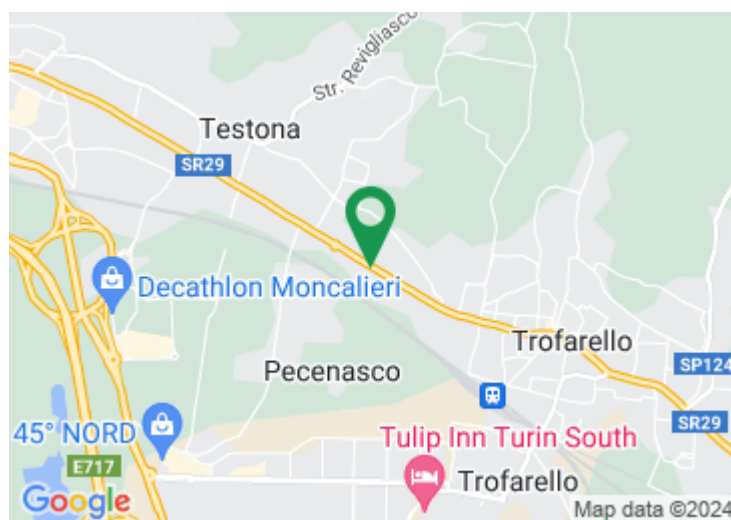 Str. Revigliasco
Testona
SR29
Decathlon Moncalieri
Trofarello
Pecenasco
SP124
SR29
45° NORD
Tulip Inn Turin South
E717
Trofarello
Google
Map data ©2024